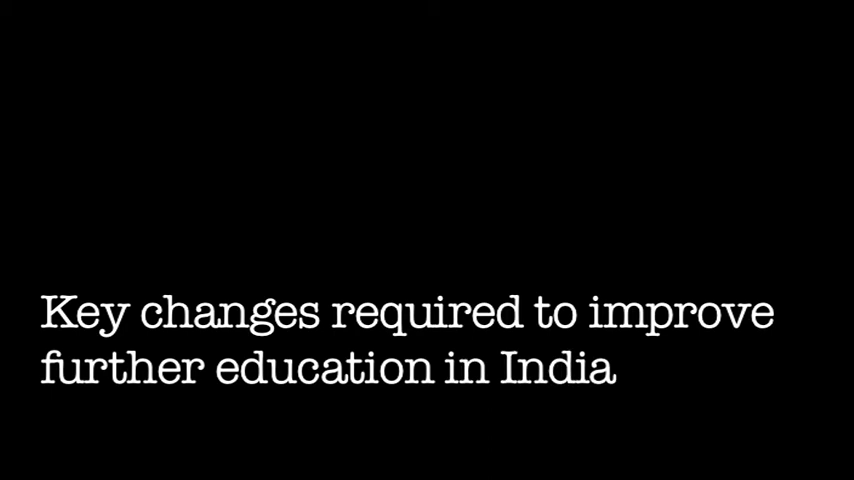 Key changes required to improve
further education in India